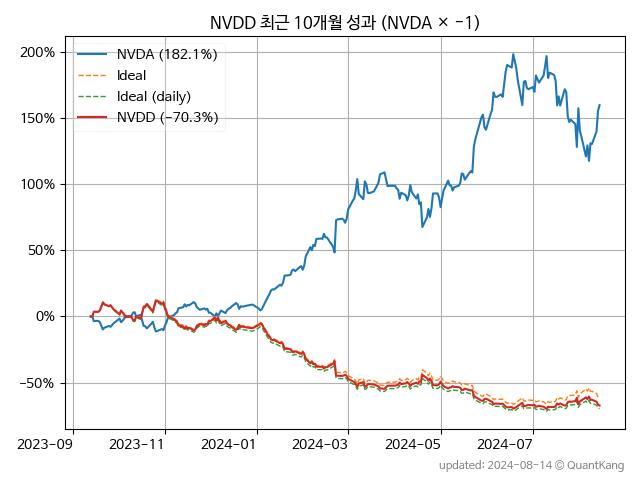 NVDD 최근 10개월 성과 (NVDA × −1)
200%
150%
100%
50%
0%
−50%
NVDA (182.1%)
Ideal
Ideal (daily)
NVDD (−70.3%)
2023-09
2023-11
2024-01
2024-03
2024-05
2024-07
updated: 2024-08-14 © QuantKang